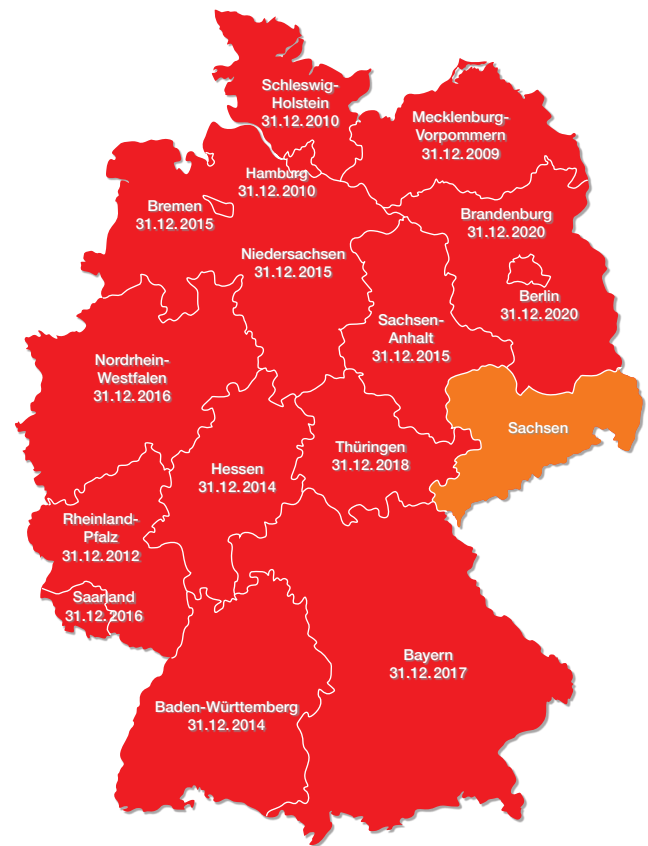 Schleswig-
Holstein
31.12.2010
Mecklenburg-
Vorpommern
31.12.2009
Hamburg
31.12.2010
Bremen
31.12.2015
Brandenburg
31.12.2020
Niedersachsen
31.12.2015
Berlin
31.12.2020
Sachsen-
Anhalt
31.12.2015
Nordrhein-
Westfalen
31.12.2016
Sachsen
Thüringen
31.12.2018
Hessen
31.12.2014
Rheinland-
Pfalz
31.12.2012
Saarland
31.12.2016
Bayern
31.12.2017
Baden-Württemberg
31.12.2014